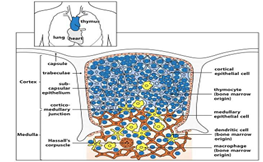 thymus
lung heart
capsule
trabeculae
Cortex
sub-
capsular
epithelium
cortico-
medullary
junction
Medulla
Hassall's
corpuscle
cortical
epithelial cell
thymocyte
(bone marrow
origin)
medullary
epithelial cell
dendritic cell
(bone marrow
origin)
macrophage
(bone marrow
origin)